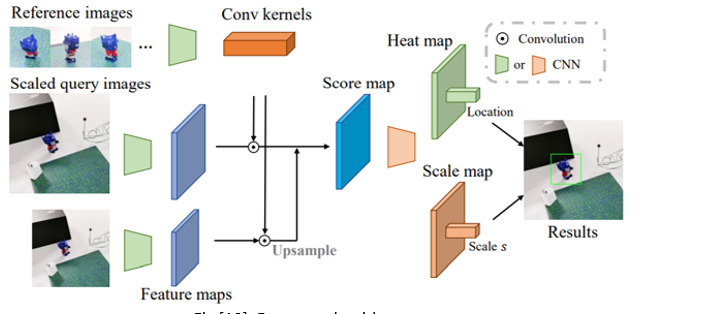 Reference images
Conv kernels
...
Scaled query images
Heat map
Convolution
or
CNN
Score map
Location
Scale map
Upsample
Scale s
Results
Feature maps